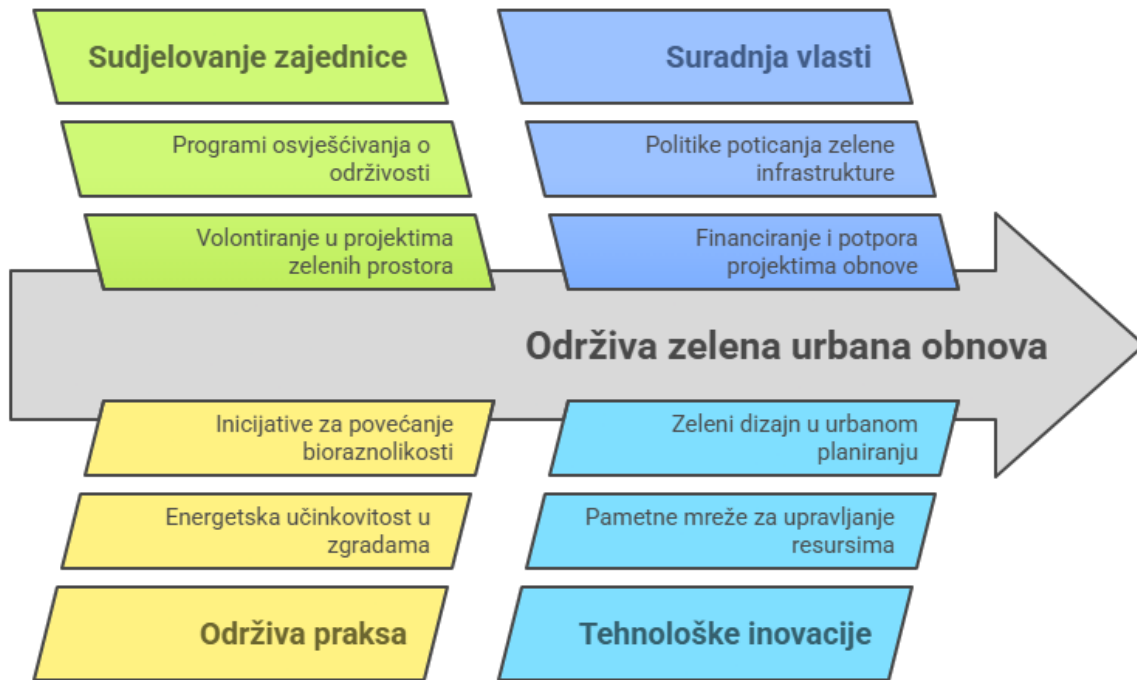 Sudjelovanje zajednice
Programi osvješćivanja o
održivosti
Volontiranje u projektima
zelenih prostora
Suradnja vlasti
Politike poticanja zelene
infrastrukture
Financiranje i potpora
projektima obnove
Održiva zelena urbana obnova
Inicijative za povećanje
bioraznolikosti
Energetska učinkovitost u
zgradama
Održiva praksa
Zeleni dizajn u urbanom
planiranju
Pametne mreže za upravljanje
resursima
Tehnološke inovacije